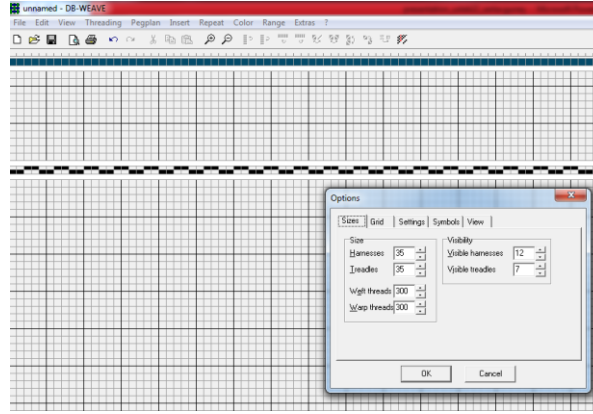 unnamed - DB-WEAVE
File Edit View Threading Pegplan Insert Repeat Color Range Extras ?
Options
Sizes Grid Settings Symbols View
Size Visibility
Harnesses 35 Visible harnesses 12
Treadles 35 Visible treadles 7
Weft threads 300
Warp threads 300
OK Cancel